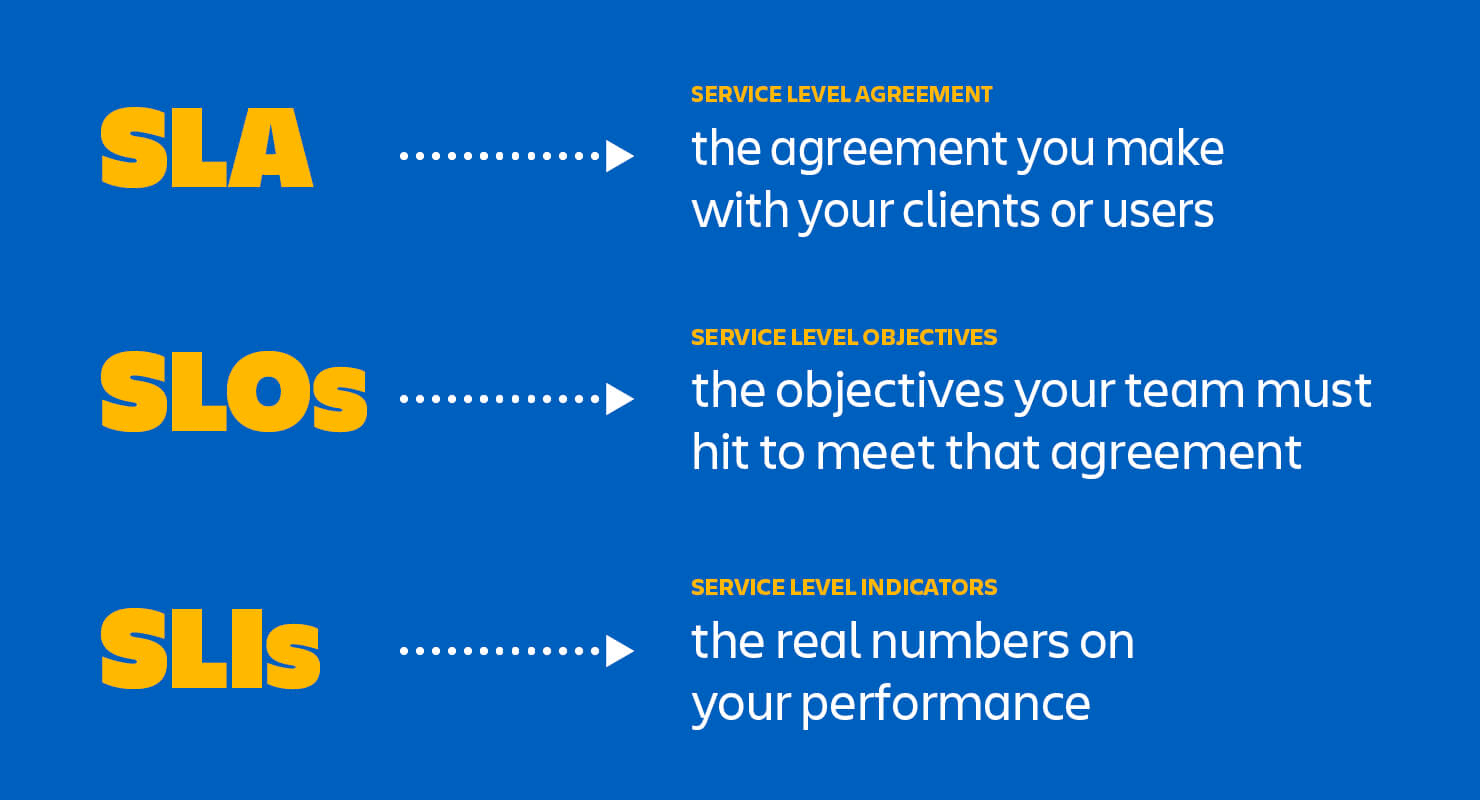 SLA
SERVICE LEVEL AGREEMENT
the agreement you make
with your clients or users
SLOs
SERVICE LEVEL OBJECTIVES
the objectives your team must
hit to meet that agreement
SLIs
SERVICE LEVEL INDICATORS
the real numbers on
your performance